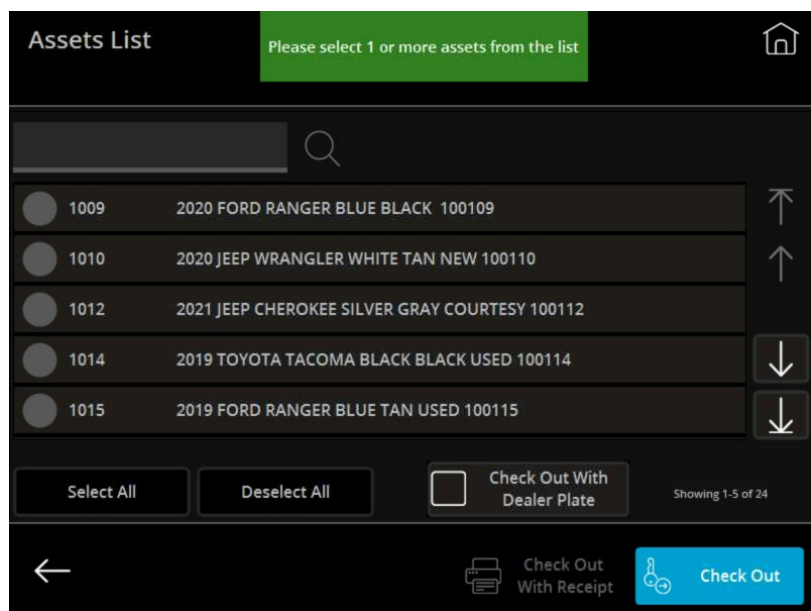 Assets List
Please select 1 or more assets from the list
1009 2020 FORD RANGER BLUE BLACK 100109
1010 2020 JEEP WRANGLER WHITE TAN NEW 100110
1012 2021 JEEP CHEROKEE SILVER GRAY COURTESY 100112
1014 2019 TOYOTA TACOMA BLACK BLACK USED 100114
1015 2019 FORD RANGER BLUE TAN USED 100115
Select All
Deselect All
Check Out With
Dealer Plate
Showing 1-5 of 24
Check Out
With Receipt
Check Out